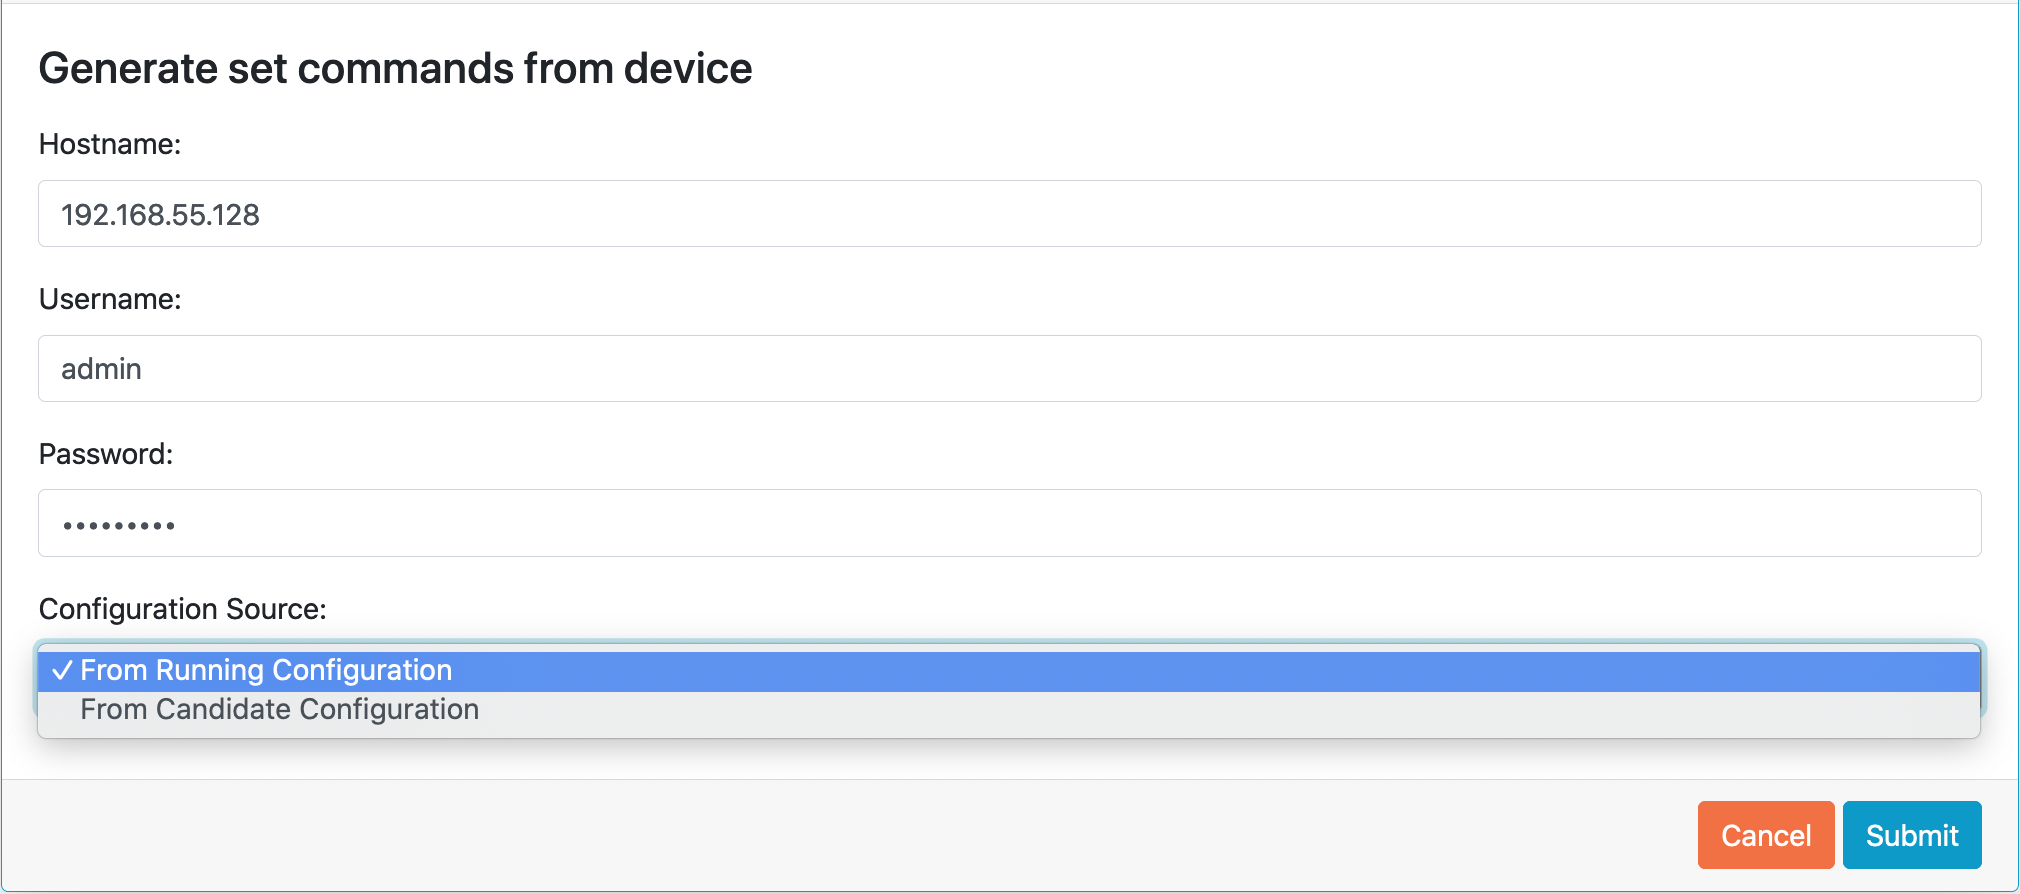 Generate set commands from device
Hostname:
192.168.55.128
Username:
admin
Password:
•••••••••
Configuration Source:
✓ From Running Configuration
From Candidate Configuration
Cancel Submit